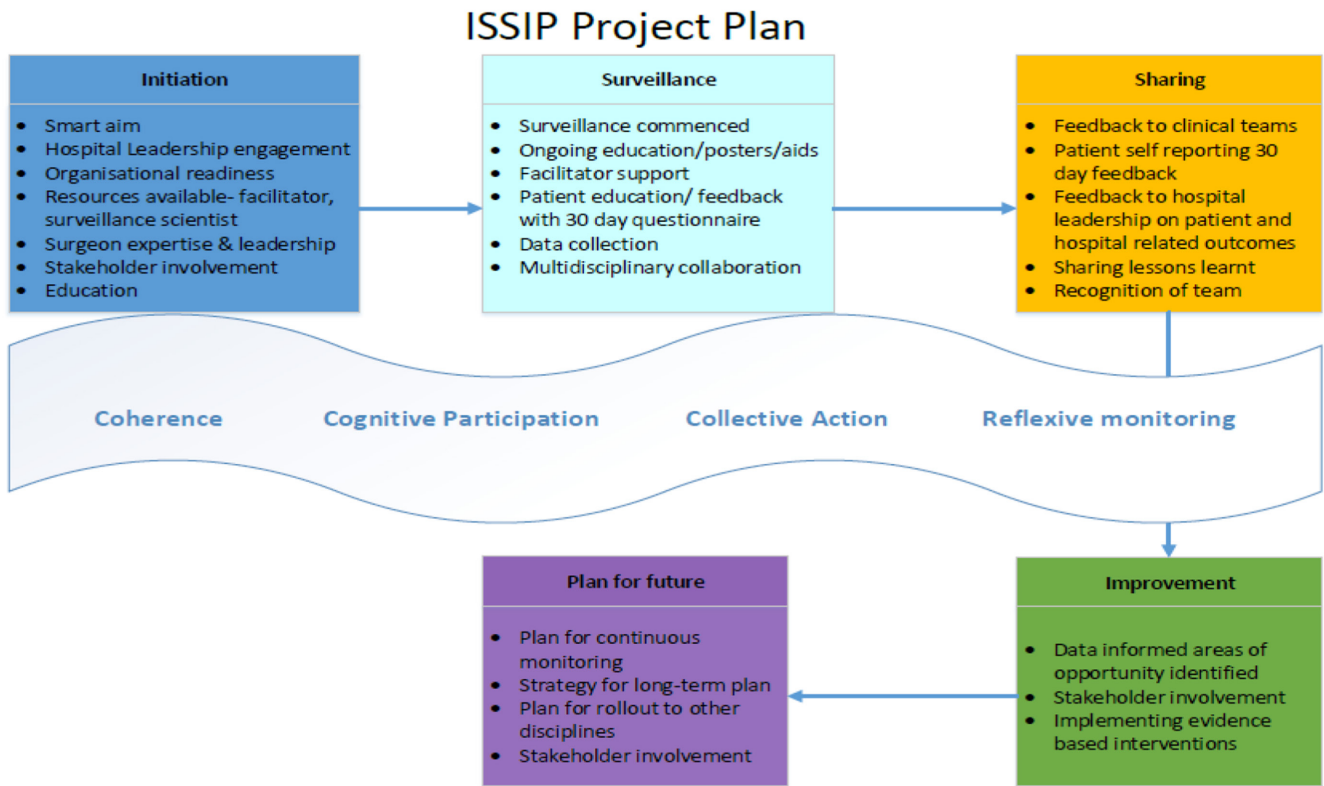 ISSIP Project Plan
Initiation
• Smart aim
• Hospital Leadership engagement
• Organisational readiness
• Resources available- facilitator,
surveillance scientist
• Surgeon expertise & leadership
• Stakeholder involvement
• Education
Surveillance
• Surveillance commenced
• Ongoing education/posters/aids
• Facilitator support
• Patient education/ feedback
with 30 day questionnaire
• Data collection
• Multidisciplinary collaboration
Sharing
• Feedback to clinical teams
• Patient self reporting 30
day feedback
• Feedback to hospital
leadership on patient and
hospital related outcomes
• Sharing lessons learnt
• Recognition of team
Coherence
Cognitive Participation
Collective Action
Reflexive monitoring
Improvement
• Data informed areas of
opportunity identified
• Stakeholder involvement
• Implementing evidence
based interventions
Plan for future
• Plan for continuous
monitoring
• Strategy for long-term plan
• Plan for rollout to other
disciplines
• Stakeholder involvement